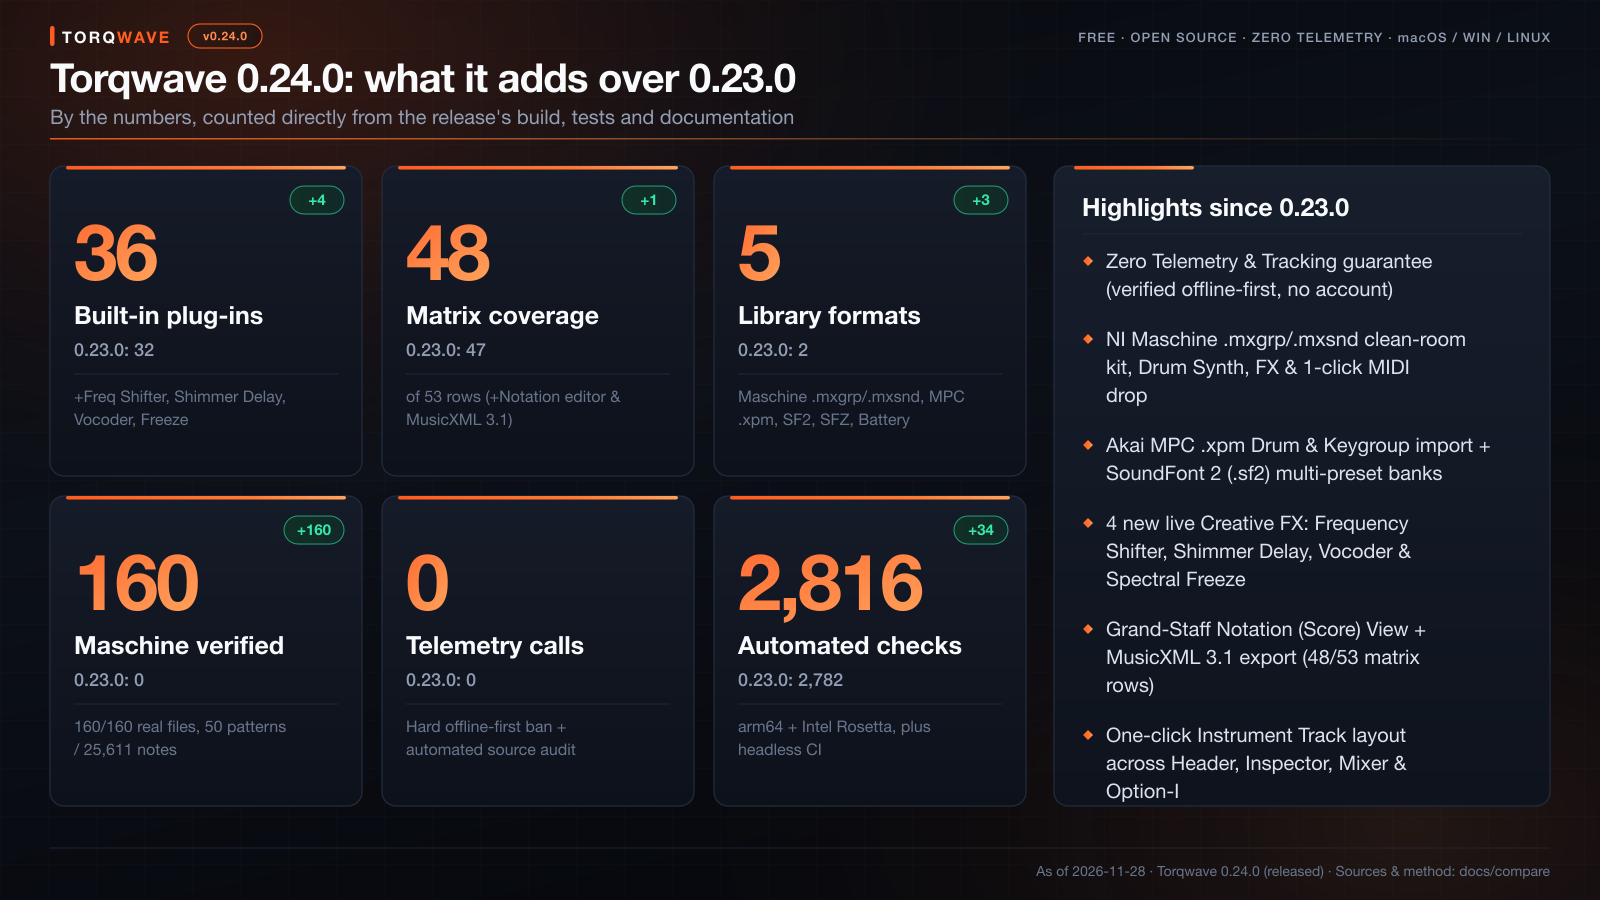 TORQWAVE
v0.24.0
FREE · OPEN SOURCE · ZERO TELEMETRY · macOS / WIN / LINUX
Torqwave 0.24.0: what it adds over 0.23.0
By the numbers, counted directly from the release's build, tests and documentation
+4
36
Built-in plug-ins
0.23.0: 32
+Freq Shifter, Shimmer Delay,
Vocoder, Freeze
+1
48
Matrix coverage
0.23.0: 47
of 53 rows (+Notation editor &
MusicXML 3.1)
+3
5
Library formats
0.23.0: 2
Maschine .mxgrp/.mxsnd, MPC
.xpm, SF2, SFZ, Battery
+160
160
Maschine verified
0.23.0: 0
160/160 real files, 50 patterns
/ 25,611 notes
0
Telemetry calls
0.23.0: 0
Hard offline-first ban +
automated source audit
+34
2,816
Automated checks
0.23.0: 2,782
arm64 + Intel Rosetta, plus
headless CI
Highlights since 0.23.0
Zero Telemetry & Tracking guarantee
(verified offline-first, no account)
NI Maschine .mxgrp/.mxsnd clean-room
kit, Drum Synth, FX & 1-click MIDI
drop
Akai MPC .xpm Drum & Keygroup import +
SoundFont 2 (.sf2) multi-preset banks
4 new live Creative FX: Frequency
Shifter, Shimmer Delay, Vocoder &
Spectral Freeze
Grand-Staff Notation (Score) View +
MusicXML 3.1 export (48/53 matrix
rows)
One-click Instrument Track layout
across Header, Inspector, Mixer &
Option-I
As of 2026-11-28 · Torqwave 0.24.0 (released) · Sources & method: docs/compare